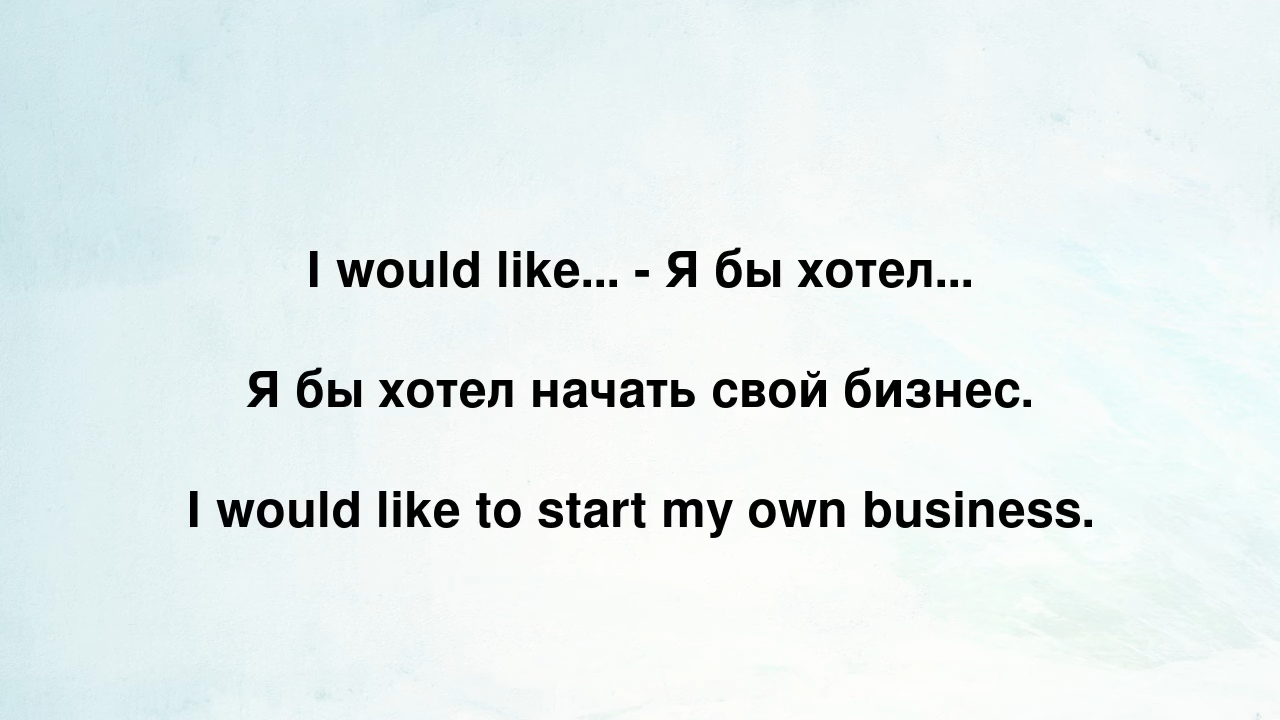 I would like... - Я бы хотел...
Я бы хотел начать свой бизнес.
I would like to start my own business.